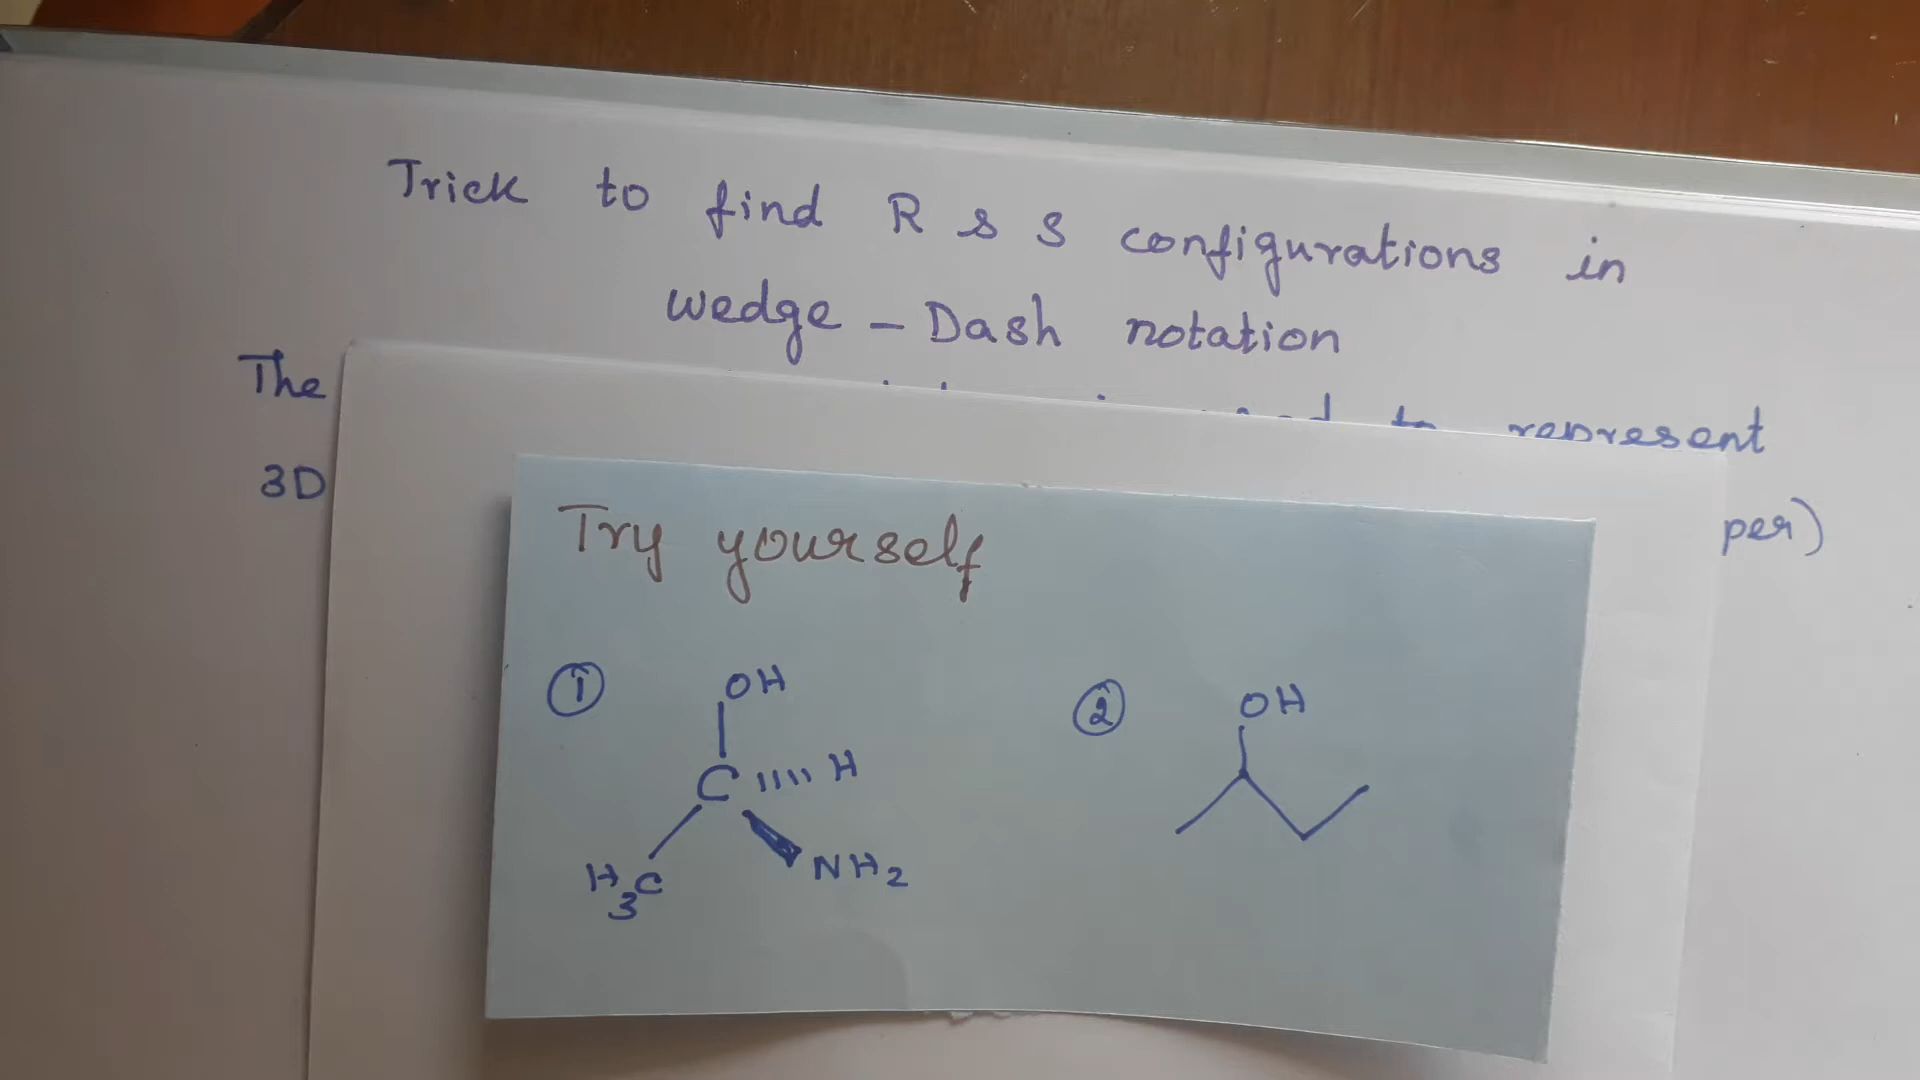 Trick to find R & S configurations in
wedge - Dash notation
The to represent
3D per)
Try yourself
① OH
C H
H3C NH2
② OH